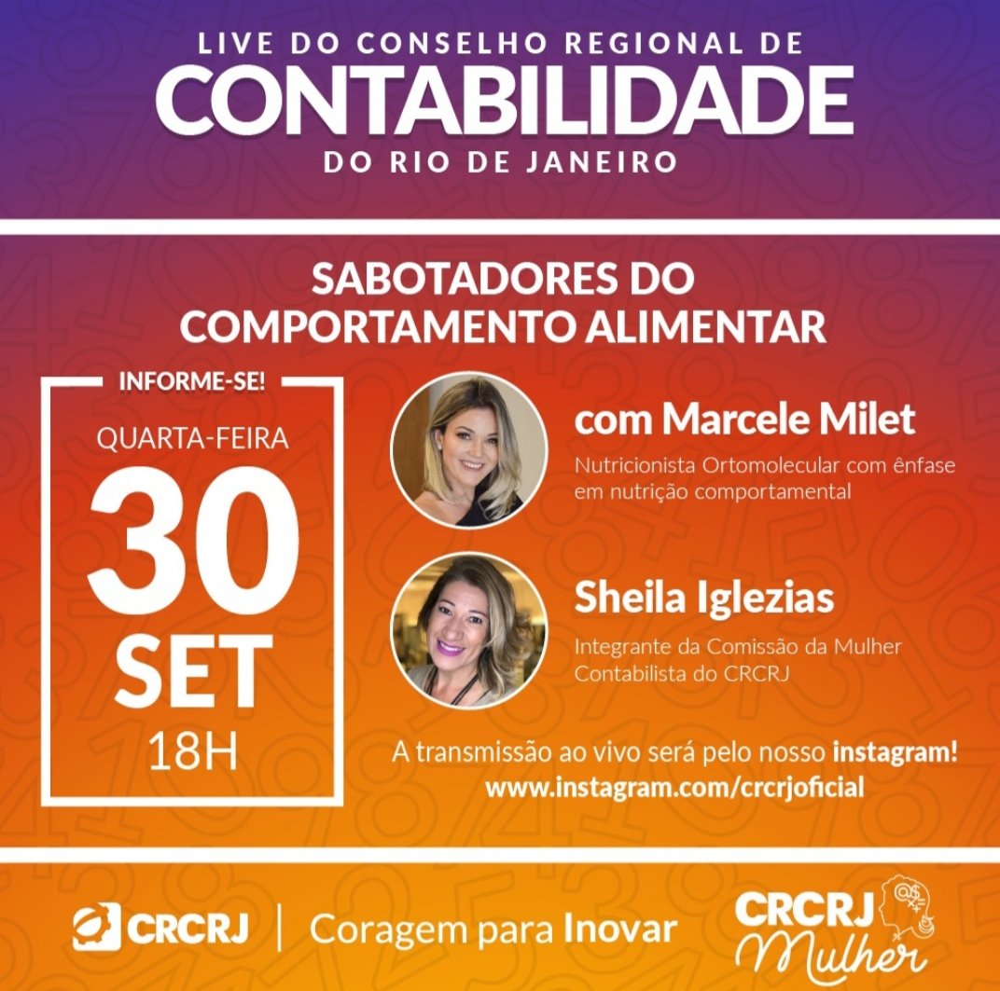 LIVE DO CONSELHO REGIONAL DE
CONTABILIDADE
DO RIO DE JANEIRO
SABOTADORES DO
COMPORTAMENTO ALIMENTAR
INFORME-SE!
QUARTA-FEIRA
30
SET
18H
com Marcele Milet
Nutricionista Ortomolecular com ênfase
em nutrição comportamental
Sheila Iglezias
Integrante da Comissão da Mulher
Contabilista do CRCRJ
A transmissão ao vivo será pelo nosso instagram!
www.instagram.com/crcrjoficial
CRCRJ
Coragem para Inovar
CRCRJ
Mulher